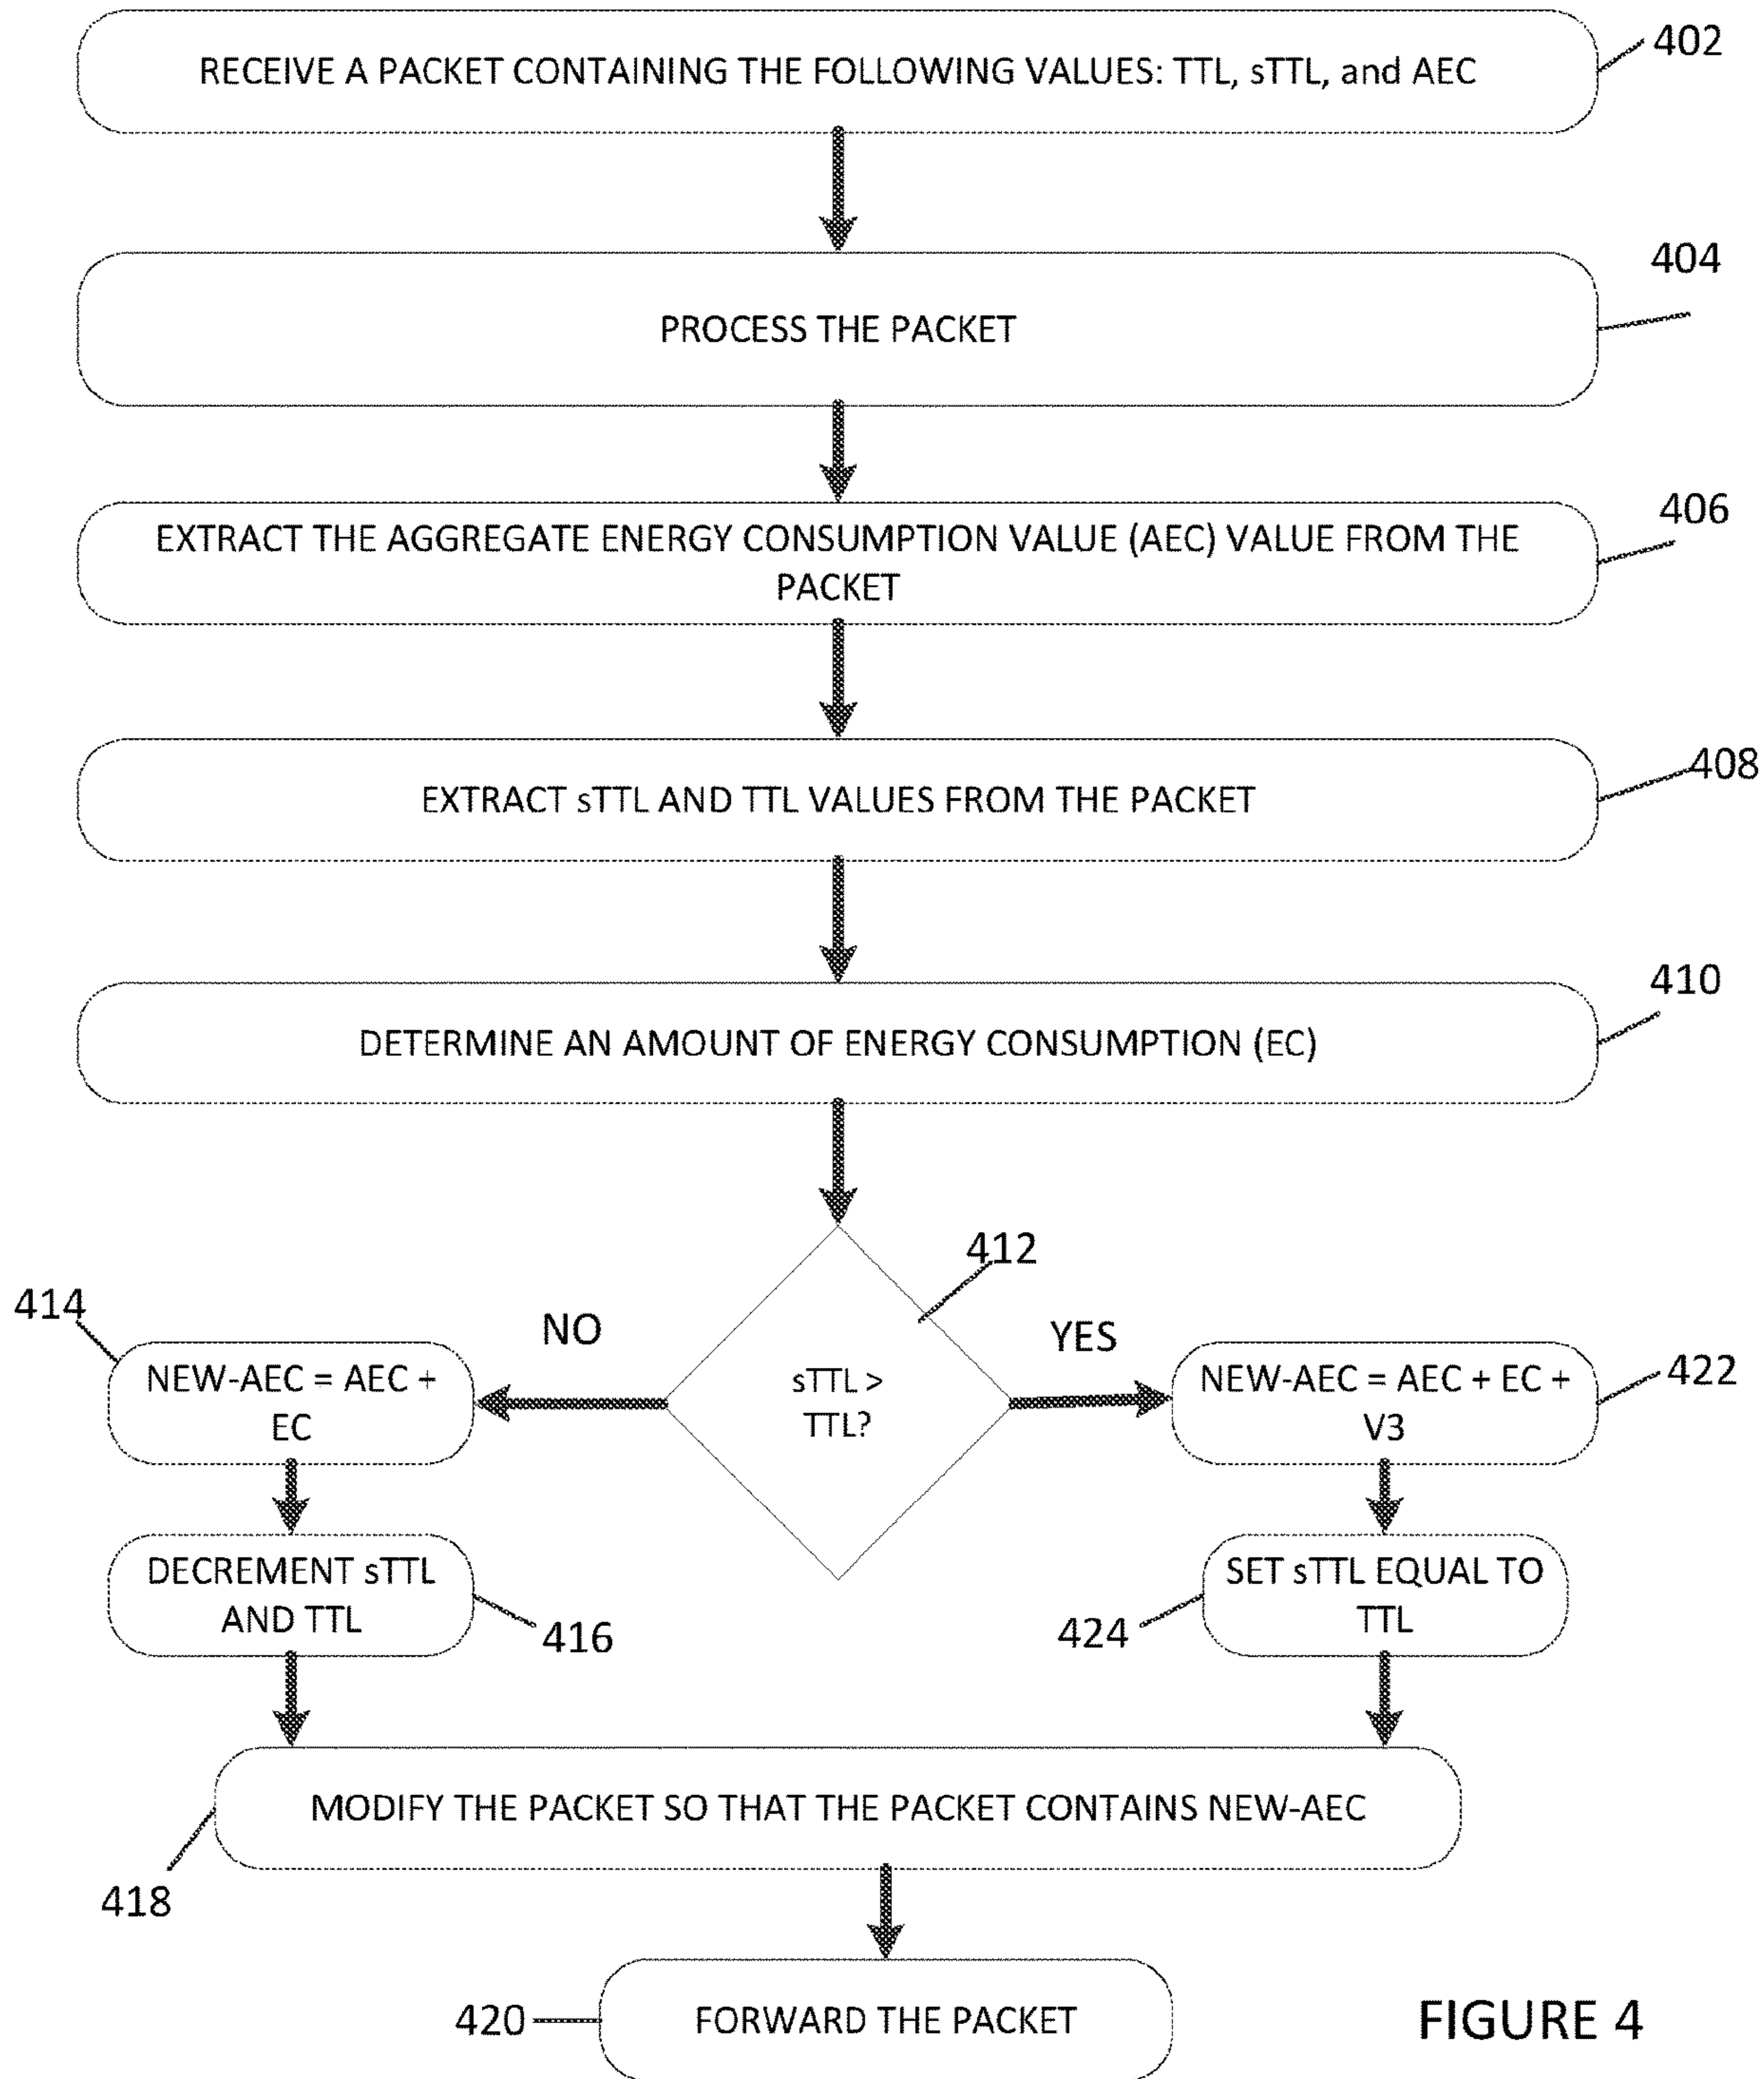 RECEIVE A PACKET CONTAINING THE FOLLOWING VALUES: TTL, sTTL, and AEC
402
PROCESS THE PACKET
404
EXTRACT THE AGGREGATE ENERGY CONSUMPTION VALUE (AEC) VALUE FROM THE
PACKET
406
EXTRACT sTTL AND TTL VALUES FROM THE PACKET
408
DETERMINE AN AMOUNT OF ENERGY CONSUMPTION (EC)
410
412
sTTL >
TTL?
NO
YES
414
NEW-AEC = AEC +
EC
NEW-AEC = AEC + EC +
V3
422
DECREMENT sTTL
AND TTL
416
SET sTTL EQUAL TO
TTL
424
MODIFY THE PACKET SO THAT THE PACKET CONTAINS NEW-AEC
418
FORWARD THE PACKET
420
FIGURE 4